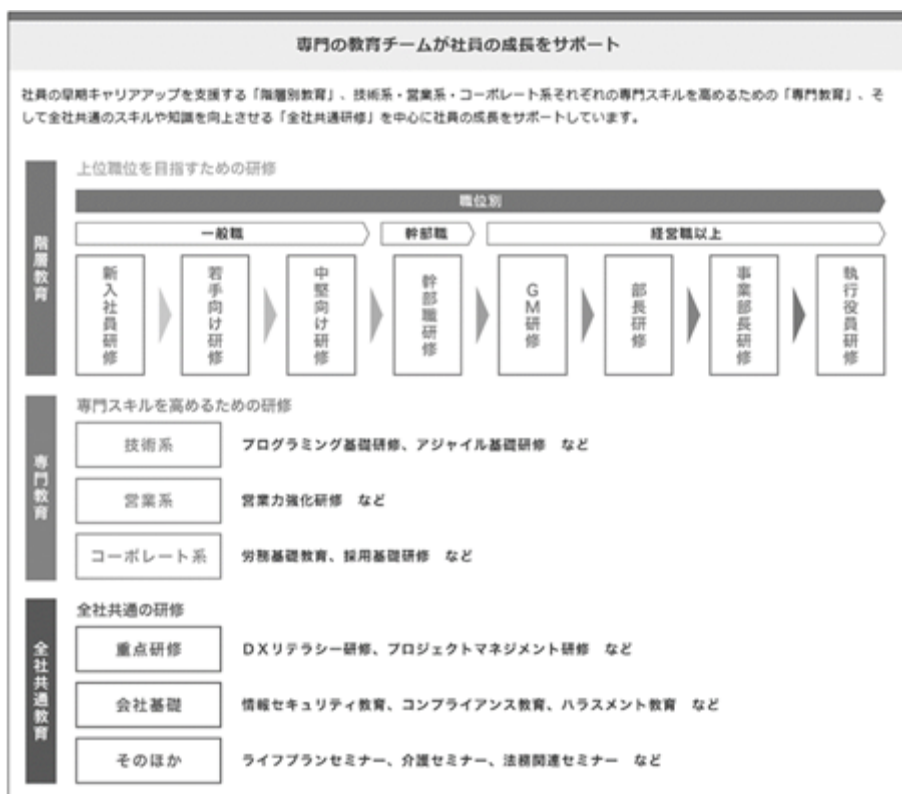 専門の教育チームが社員の成長をサポート
社員の早期キャリアアップを支援する「階層別教育」、技術系・営業系・コーポレート系それぞれの専門スキルを高めるための「専門教育」、そ
して全社共通のスキルや知識を向上させる「全社共通研修」を中心に社員の成長をサポートしています。
階層教育
上位職位を目指すための研修
職位別
一般職
幹部職
経営職以上
新入社員研修
若手向け研修
中堅向け研修
幹部職研修
GM研修
部長研修
事業部長研修
執行役員研修
専門教育
専門スキルを高めるための研修
技術系
プログラミング基礎研修、アジャイル基礎研修 など
営業系
営業力強化研修 など
コーポレート系
労務基礎教育、採用基礎研修 など
全社共通教育
全社共通の研修
重点研修
DXリテラシー研修、プロジェクトマネジメント研修 など
会社基礎
情報セキュリティ教育、コンプライアンス教育、ハラスメント教育 など
そのほか
ライフプランセミナー、介護セミナー、法務関連セミナー など